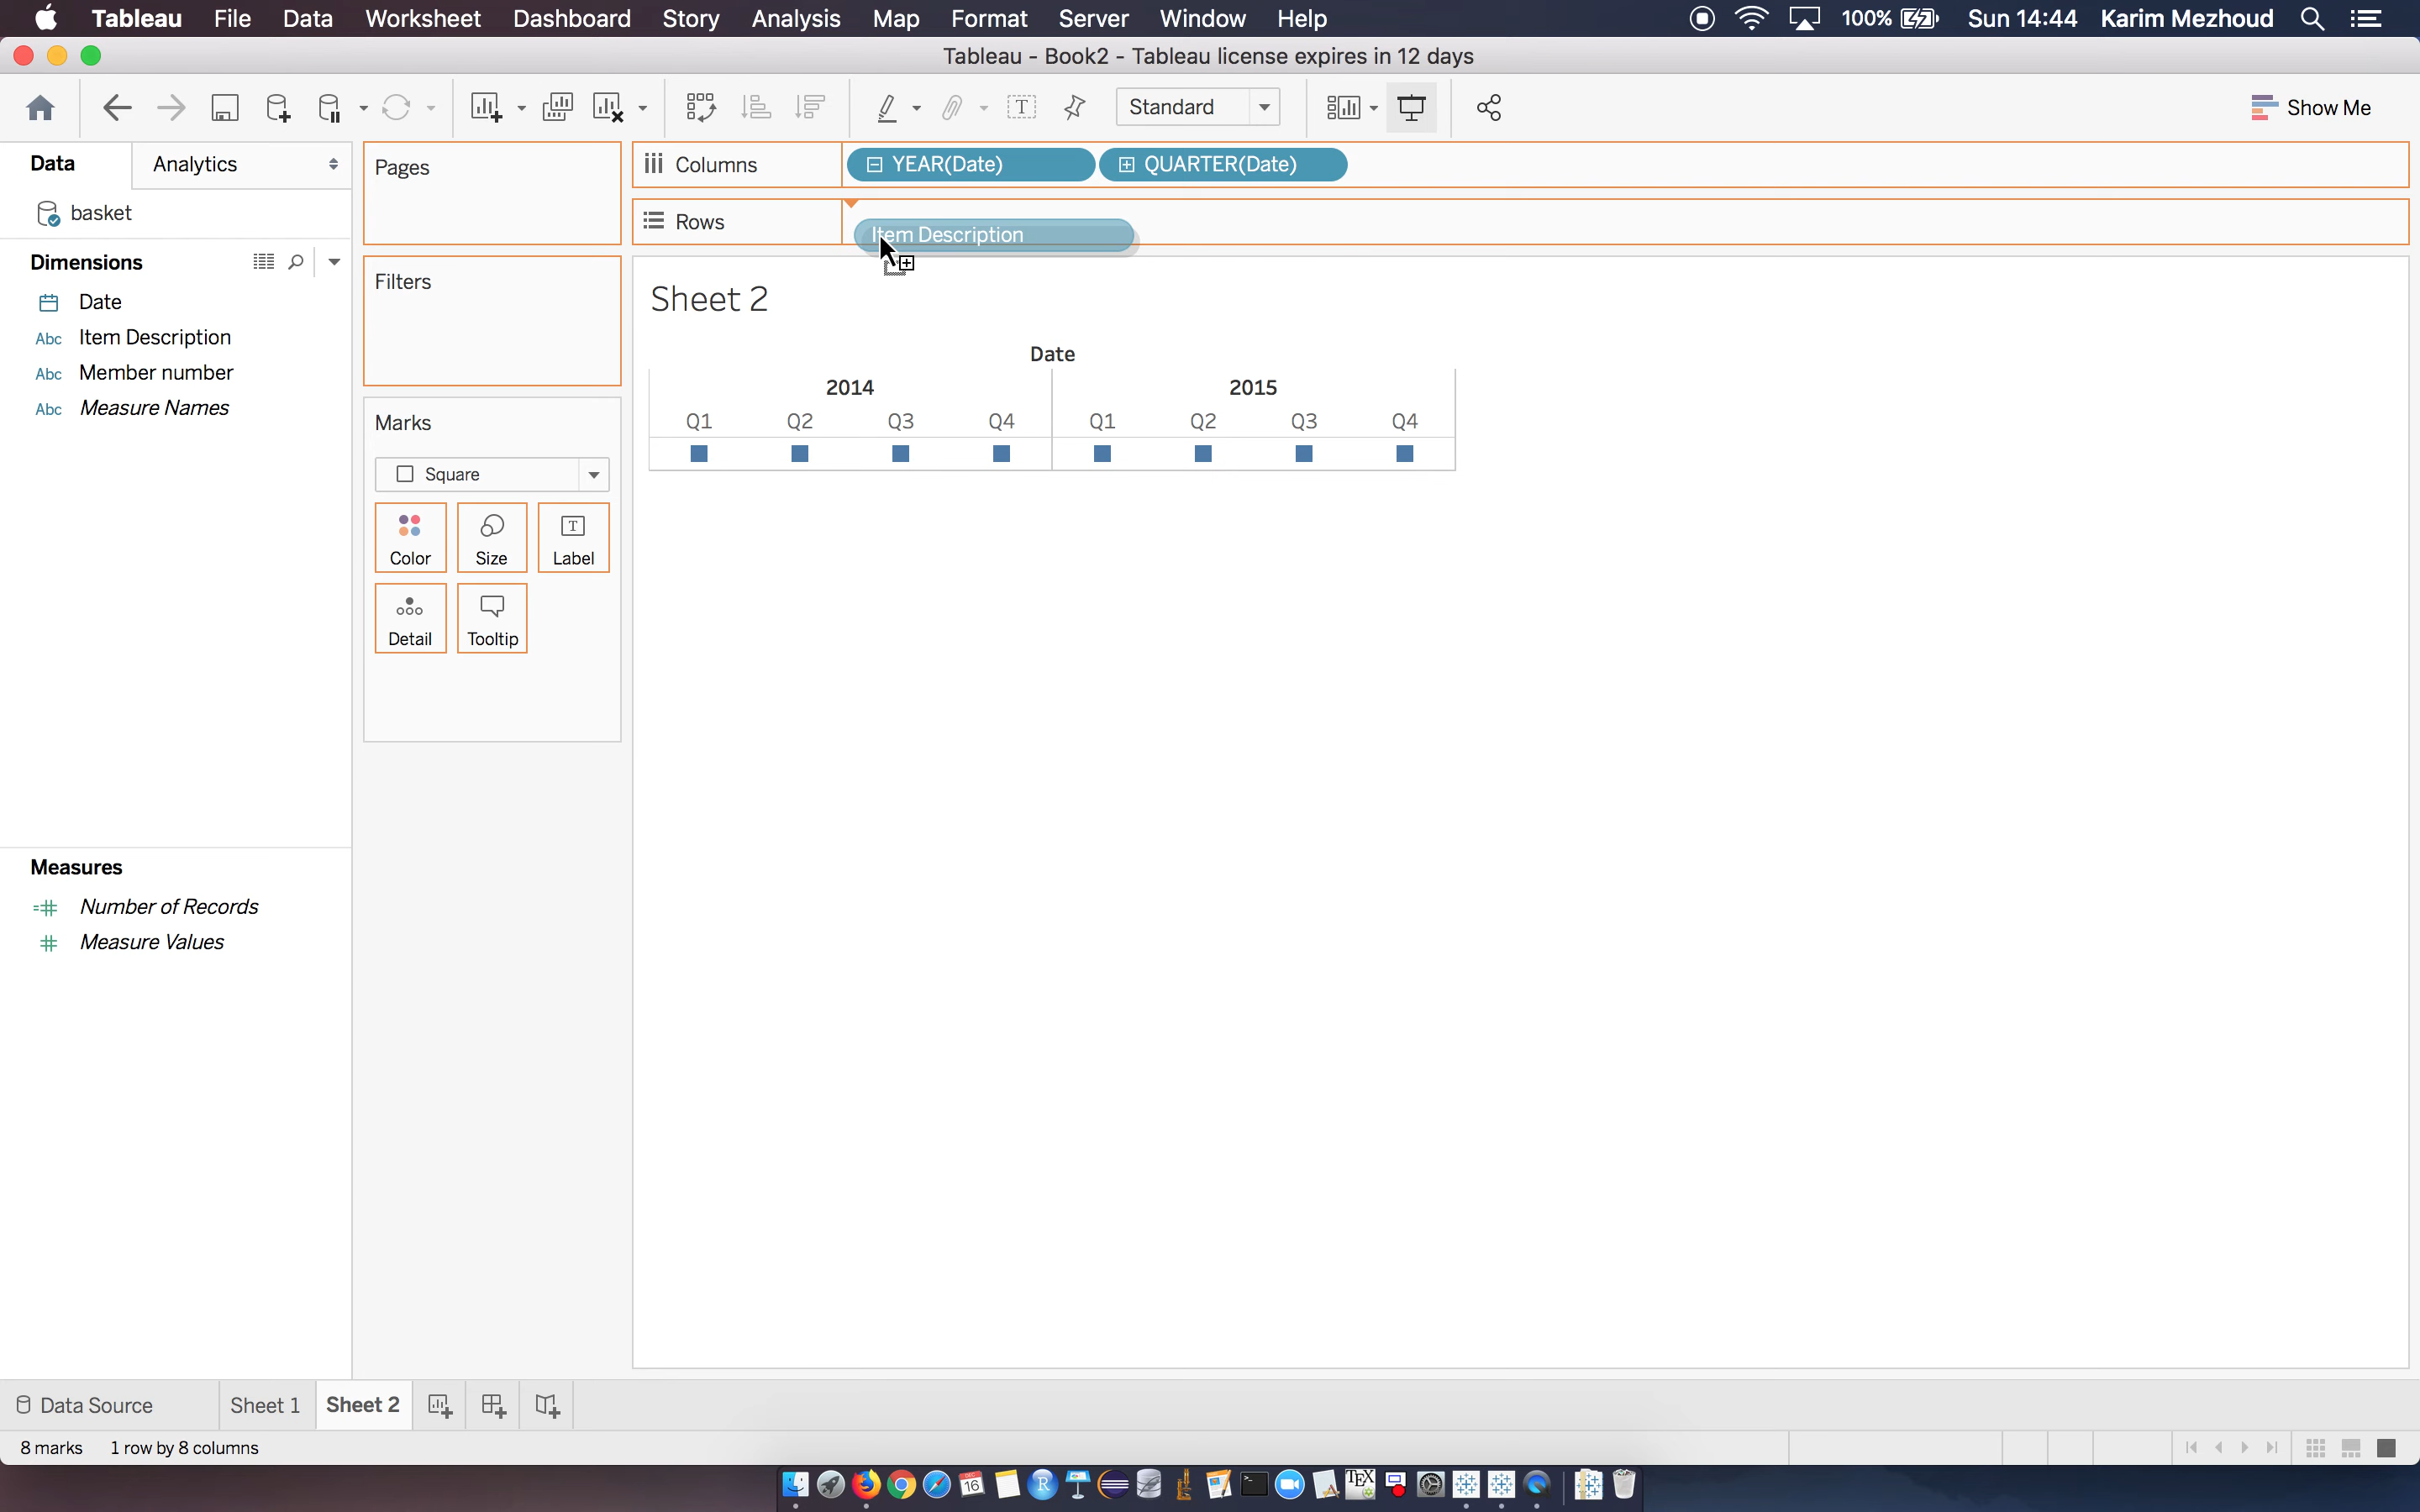 Tableau File Data Worksheet Dashboard Story Analysis Map Format Server Window Help 100% Sun 14:44 Karim Mezhoud
Tableau - Book2 - Tableau license expires in 12 days
Standard Show Me
Data Analytics
basket
Dimensions
Date
Abc Item Description
Abc Member number
Abc Measure Names
Measures
Number of Records
Measure Values
Pages
Filters
Marks
Square
Color Size Label
Detail Tooltip
Columns YEAR(Date) QUARTER(Date)
Rows
Item Description
Sheet 2
Date
2014 2015
Q1 Q2 Q3 Q4 Q1 Q2 Q3 Q4
Data Source Sheet 1 Sheet 2
8 marks 1 row by 8 columns